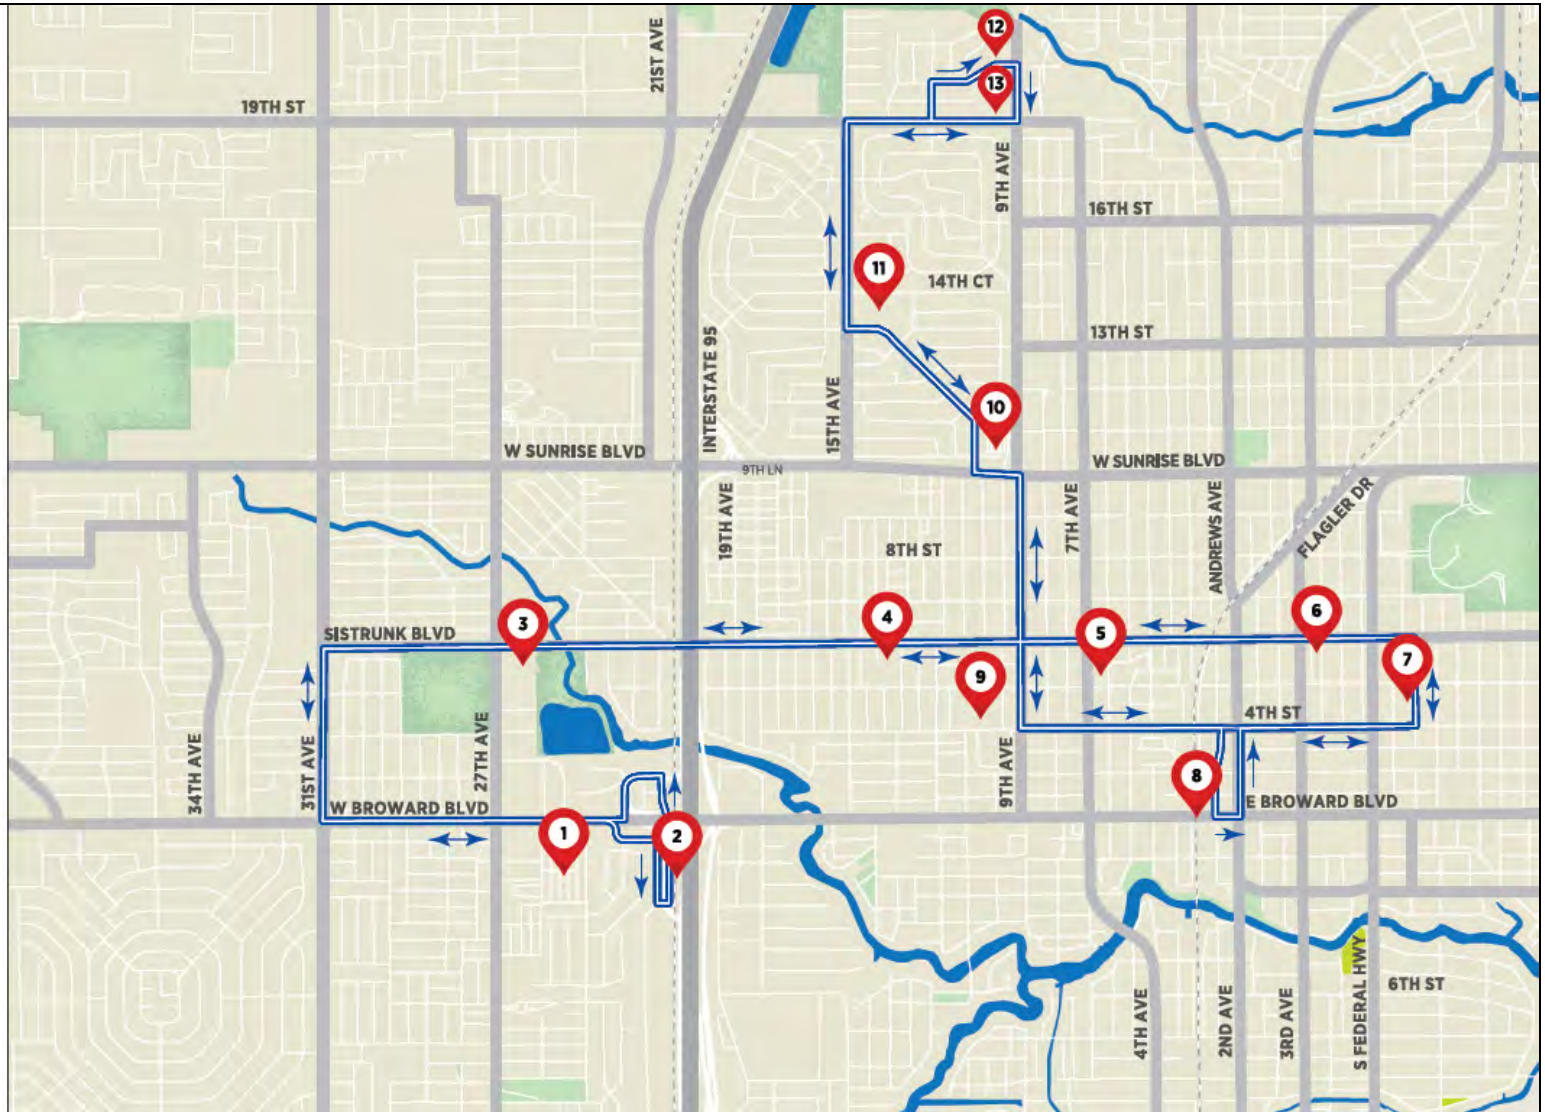 12
21ST AVE
13
19TH ST
9TH AVE
16TH ST
11
14TH CT
INTERSTATE 95
13TH ST
15TH AVE
10
W SUNRISE BLVD
9TH LN
W SUNRISE BLVD
19TH AVE
7TH AVE
ANDREWS AVE
FLAGLER DR
8TH ST
3
4
6
SISTRUNK BLVD
5
7
9
4TH ST
34TH AVE
31ST AVE
27TH AVE
9TH AVE
8
W BROWARD BLVD
E BROWARD BLVD
1
2
6TH ST
4TH AVE
2ND AVE
3RD AVE
S FEDERAL HWY